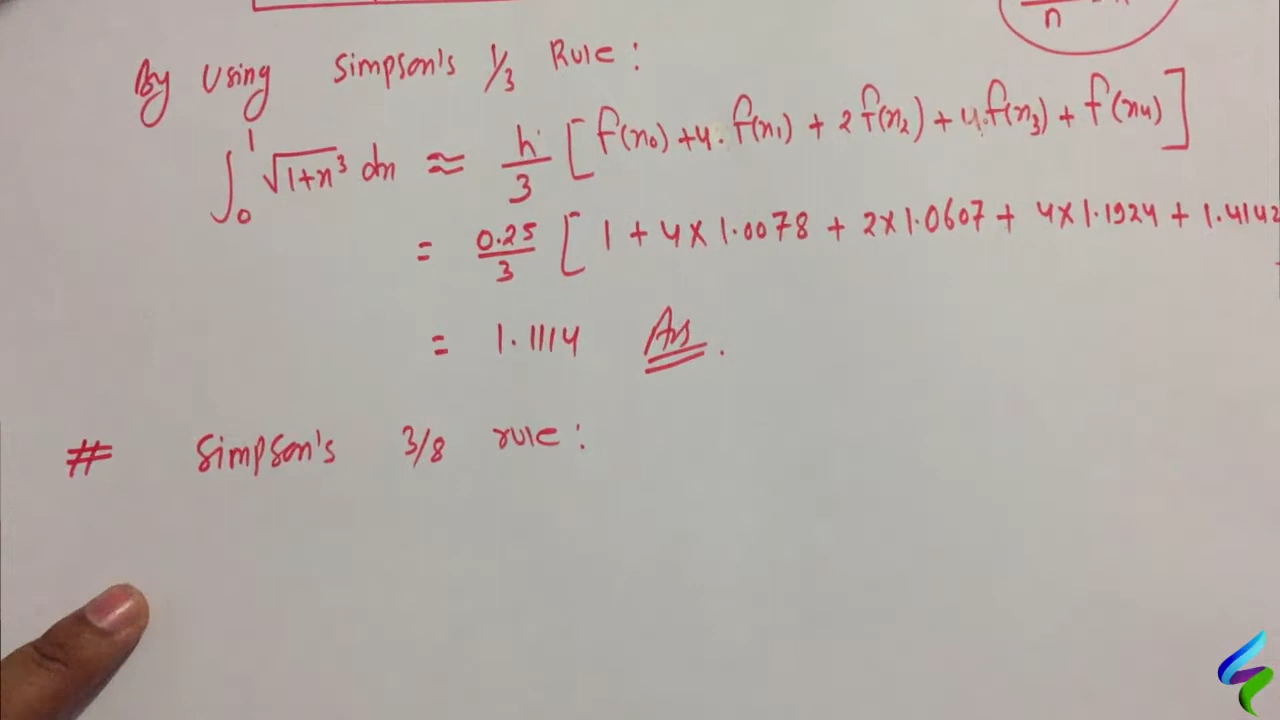 n
By Using Simpson's 1/3 Rule:
∫₀¹ √1+x³ dx ≈ h/3 [f(x₀) + 4.f(x₁) + 2f(x₂) + 4.f(x₃) + f(x₄)]
= 0.25/3 [1 + 4×1.0078 + 2×1.0607 + 4×1.1924 + 1.4142
= 1.1114 Ans.
# Simpson's 3/8 rule: